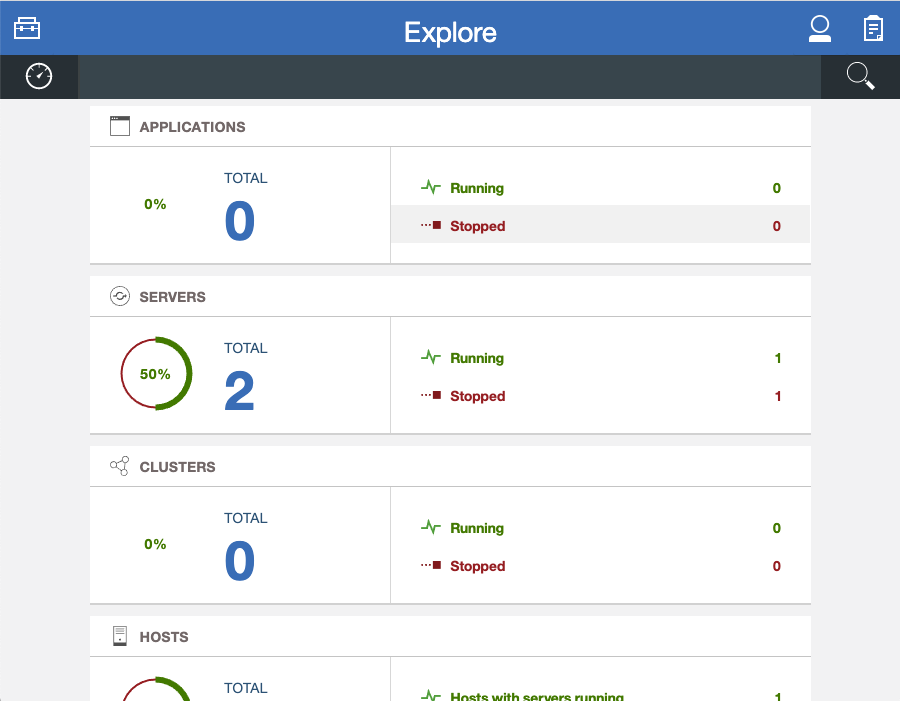 Explore
APPLICATIONS
0%
TOTAL
0
Running 0
Stopped 0
SERVERS
50%
TOTAL
2
Running 1
Stopped 1
CLUSTERS
0%
TOTAL
0
Running 0
Stopped 0
HOSTS
TOTAL
Hosts with servers running 1